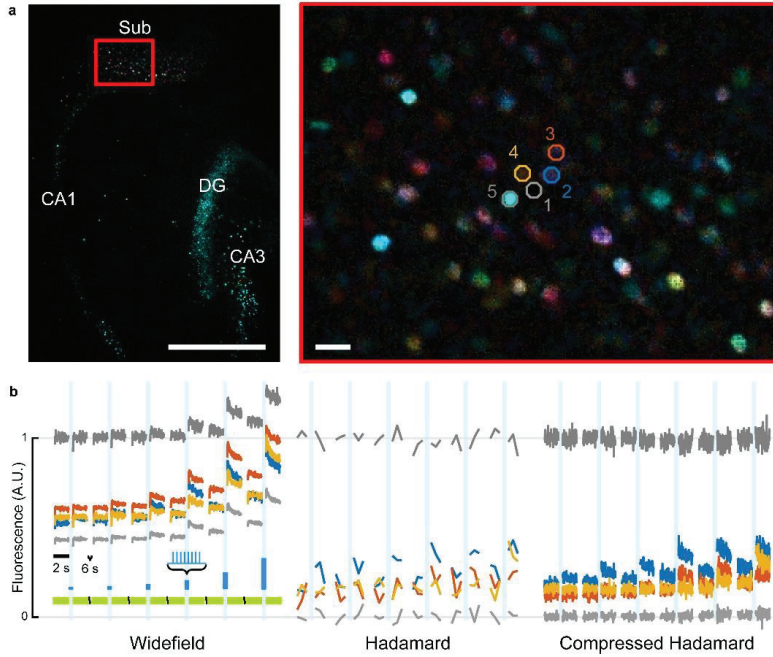 a
Sub
CA1
DG
CA3
3
4
2
5
1
b
Fluorescence (A.U.)
1
0
2 s
6 s
Widefield
Hadamard
Compressed Hadamard